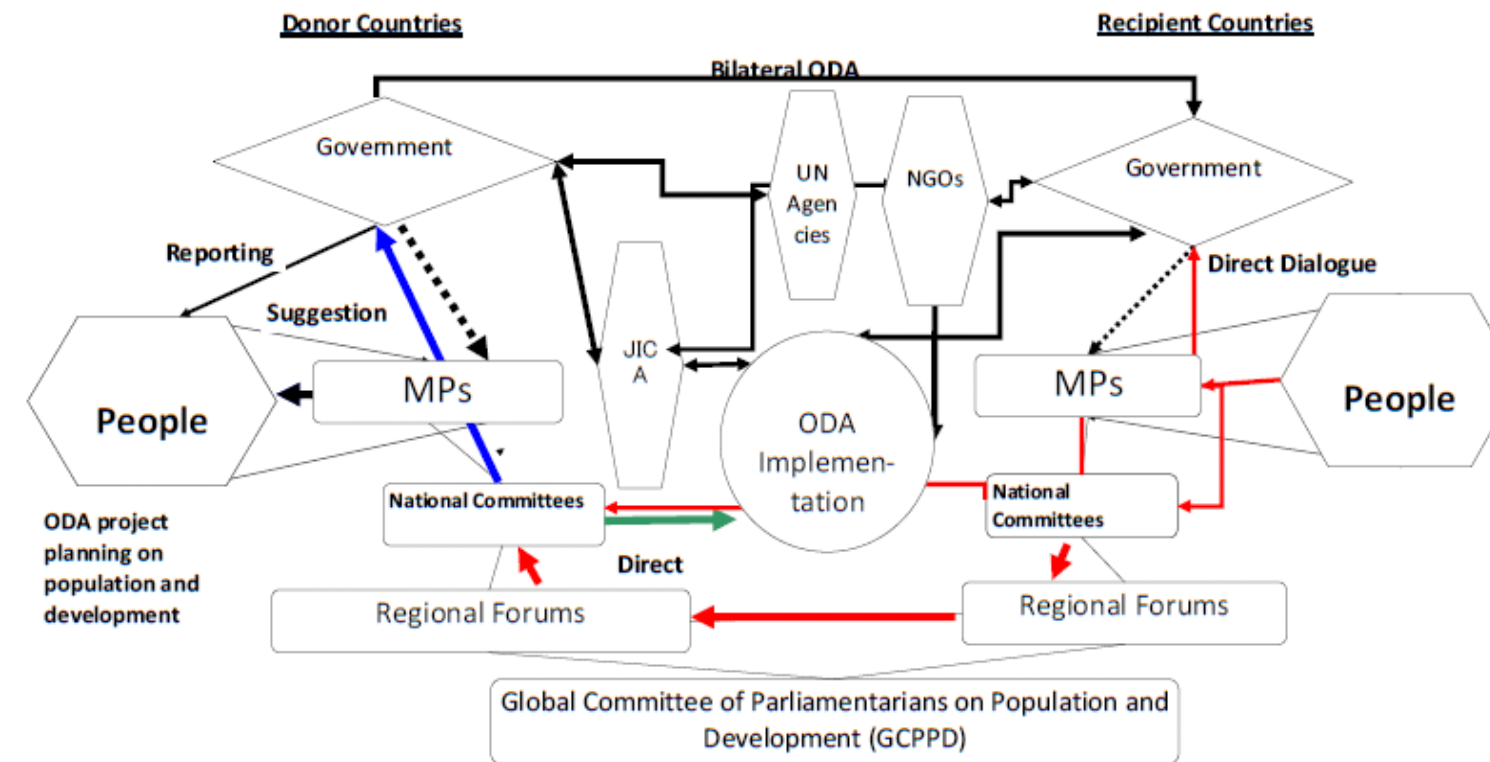 Donor Countries
Recipient Countries
Bilateral ODA
Government
UN
Agen
cies
NGOs
Government
Reporting
Direct Dialogue
Suggestion
JIC
A
MPs
MPs
People
People
ODA
Implemen-
tation
National Committees
National
Committees
ODA project
planning on
population and
development
Direct
Regional Forums
Regional Forums
Global Committee of Parliamentarians on Population and
Development (GCPPD)